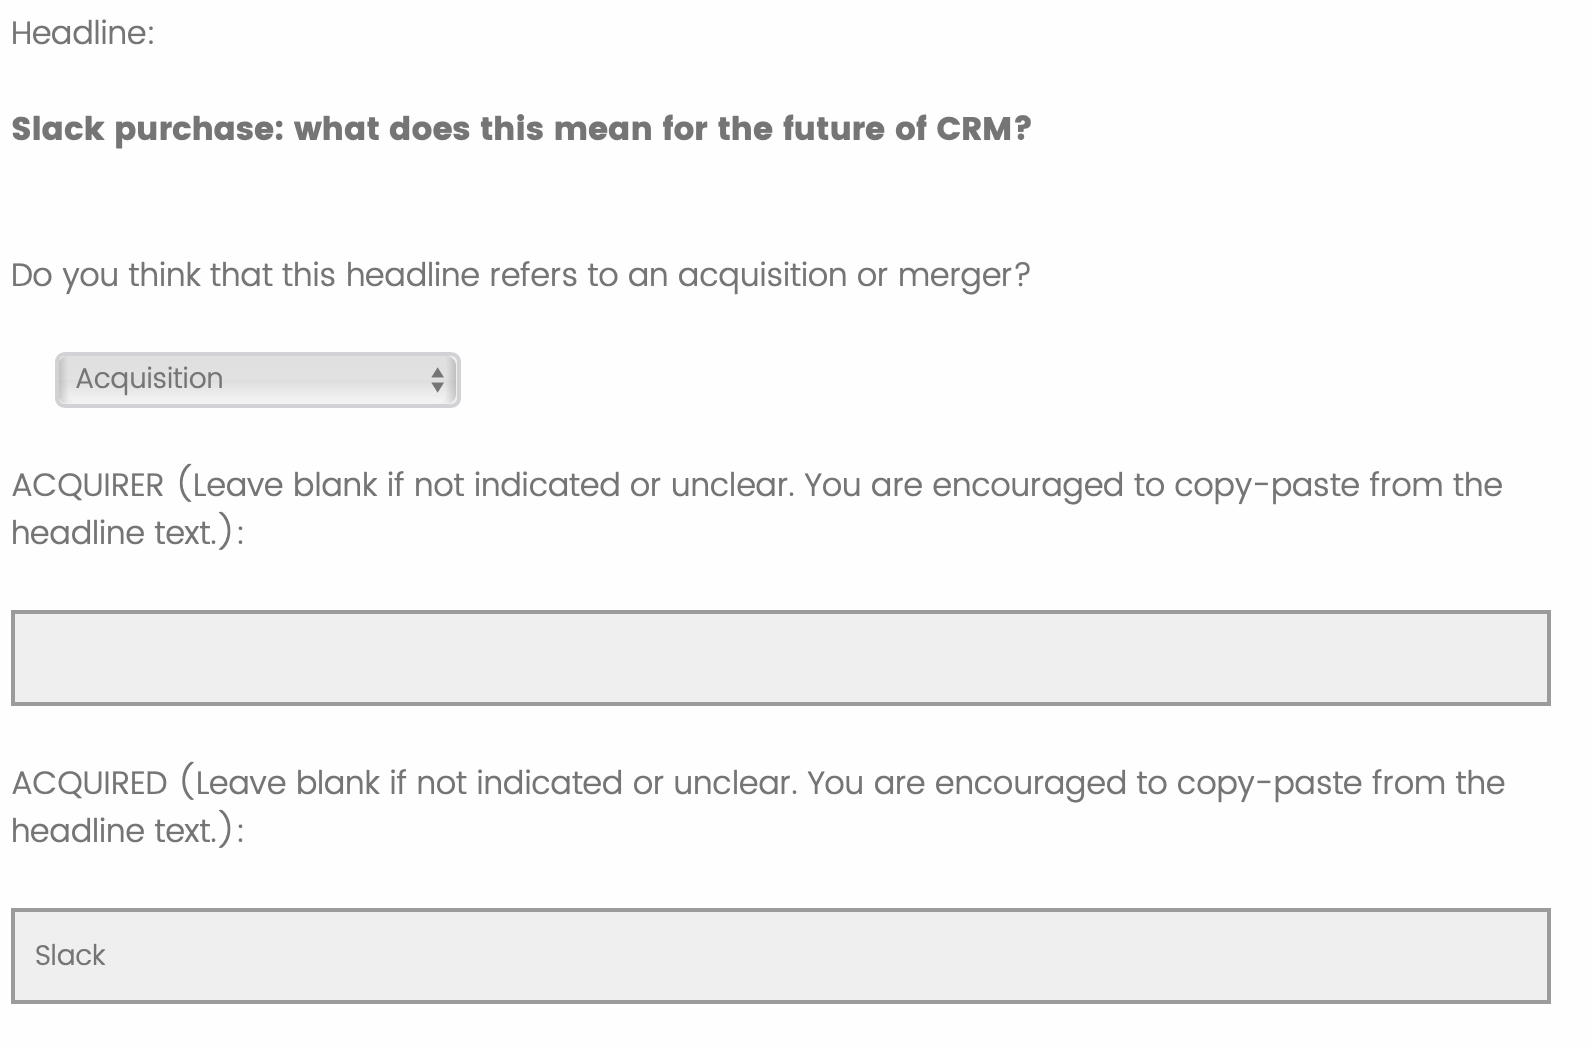 Headline:
Slack purchase: what does this mean for the future of CRM?
Do you think that this headline refers to an acquisition or merger?
Acquisition
ACQUIRER (Leave blank if not indicated or unclear. You are encouraged to copy-paste from the
headline text.):
ACQUIRED (Leave blank if not indicated or unclear. You are encouraged to copy-paste from the
headline text.):
Slack